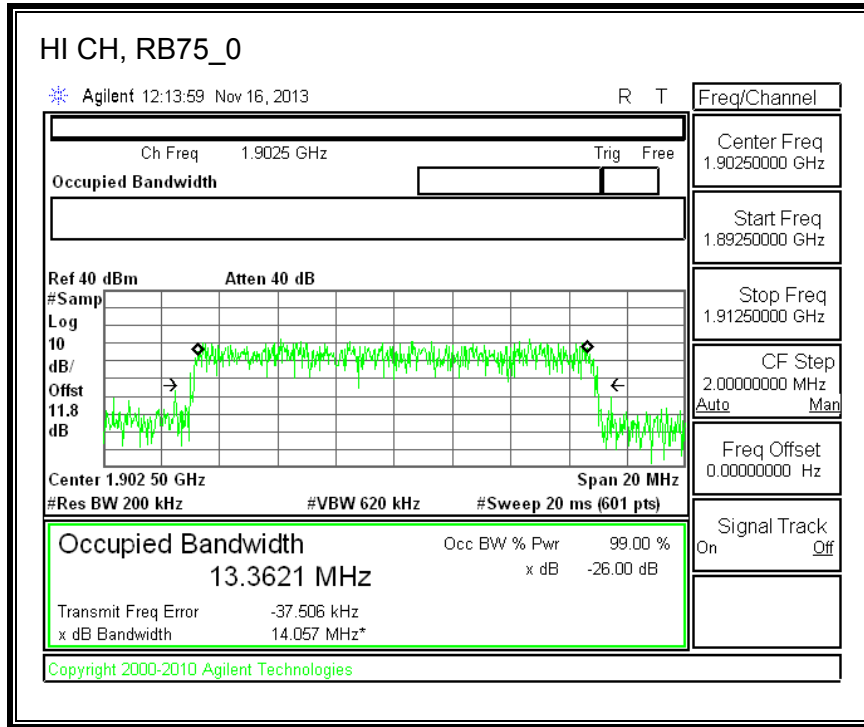 HI CH, RB75_0
Agilent 12:13:59 Nov 16, 2013 R T
Freq/Channel
Ch Freq 1.9025 GHz Trig Free
Occupied Bandwidth
Center Freq
1.90250000 GHz
Start Freq
1.89250000 GHz
Stop Freq
1.91250000 GHz
CF Step
2.00000000 MHz
Auto Man
Freq Offset
0.00000000 Hz
Signal Track
On Off
Ref 40 dBm Atten 40 dB
#Samp
Log
10
dB/
Offst
11.8
dB
Center 1.902 50 GHz Span 20 MHz
#Res BW 200 kHz #VBW 620 kHz #Sweep 20 ms (601 pts)
Occupied Bandwidth Occ BW % Pwr 99.00 %
13.3621 MHz x dB -26.00 dB
Transmit Freq Error -37.506 kHz
x dB Bandwidth 14.057 MHz*
Copyright 2000-2010 Agilent Technologies